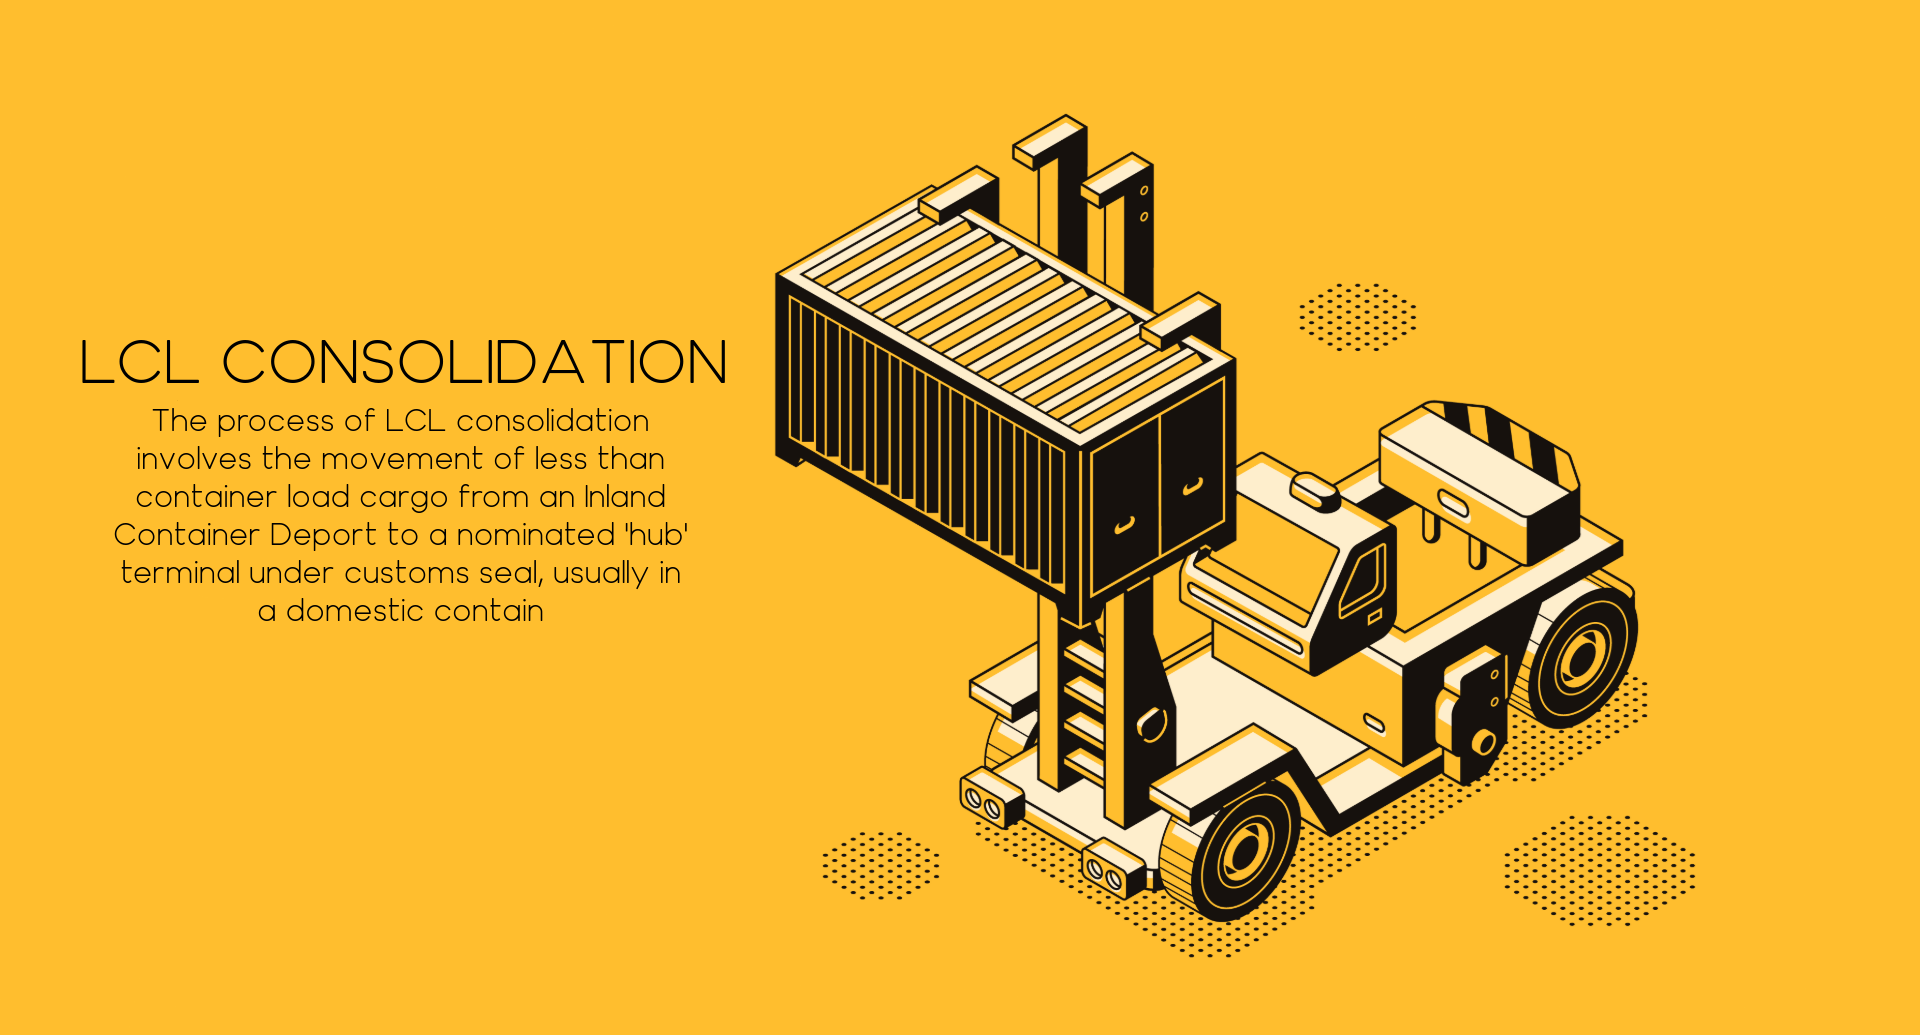 LCL CONSOLIDATION
The process of LCL consolidation
involves the movement of less than
container load cargo from an Inland
Container Deport to a nominated 'hub'
terminal under customs seal, usually in
a domestic contain